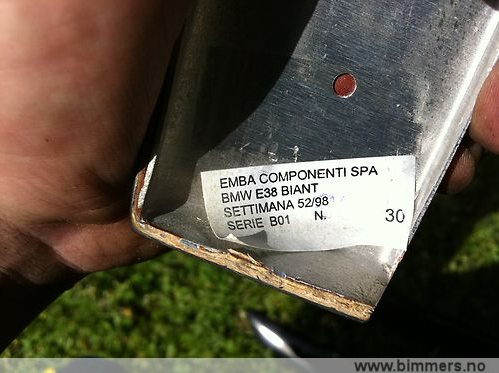 EMBA COMPONENTI SPA
BMW E38 BIANT
SETTIMANA 52/98
SERIE B01 N. 30
www.bimmers.no